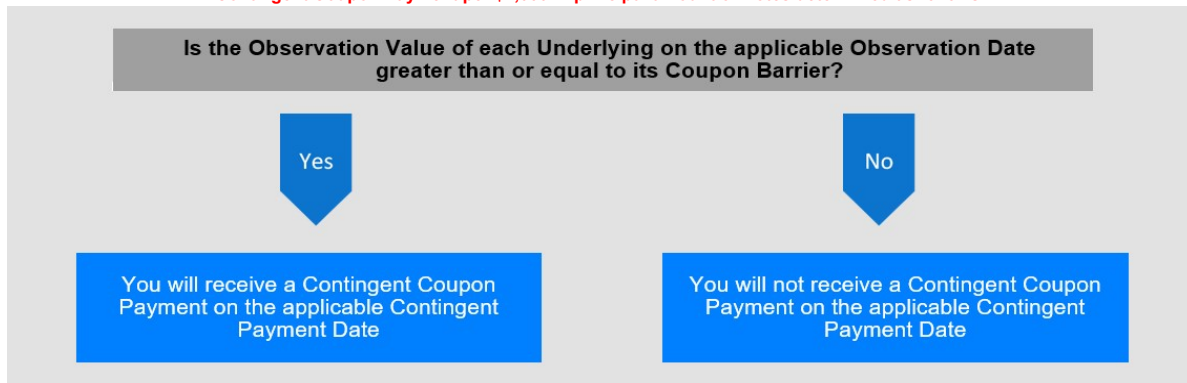 Is the Observation Value of each Underlying on the applicable Observation Date
greater than or equal to its Coupon Barrier?
Yes
No
You will receive a Contingent Coupon
Payment on the applicable Contingent
Payment Date
You will not receive a Contingent Coupon
Payment on the applicable Contingent
Payment Date